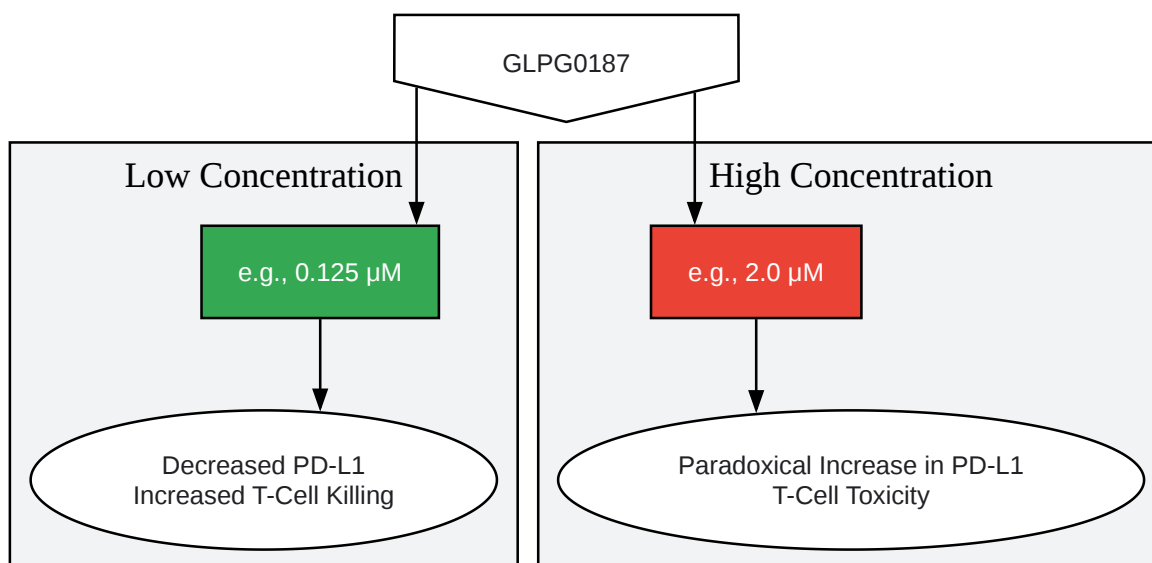 GLPG0187
Low Concentration
High Concentration
e.g., 0.125 μM
e.g., 2.0 μM
Decreased PD-L1
Increased T-Cell Killing
Paradoxical Increase in PD-L1
T-Cell Toxicity